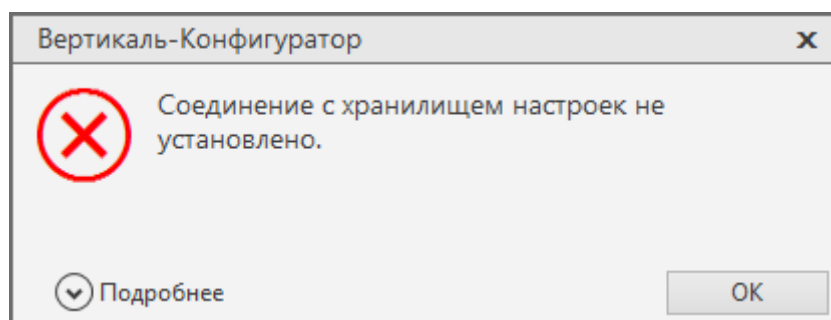 Вертикаль-Конфигуратор
Соединение с хранилищем настроек не
установлено.
Подробнее
OK